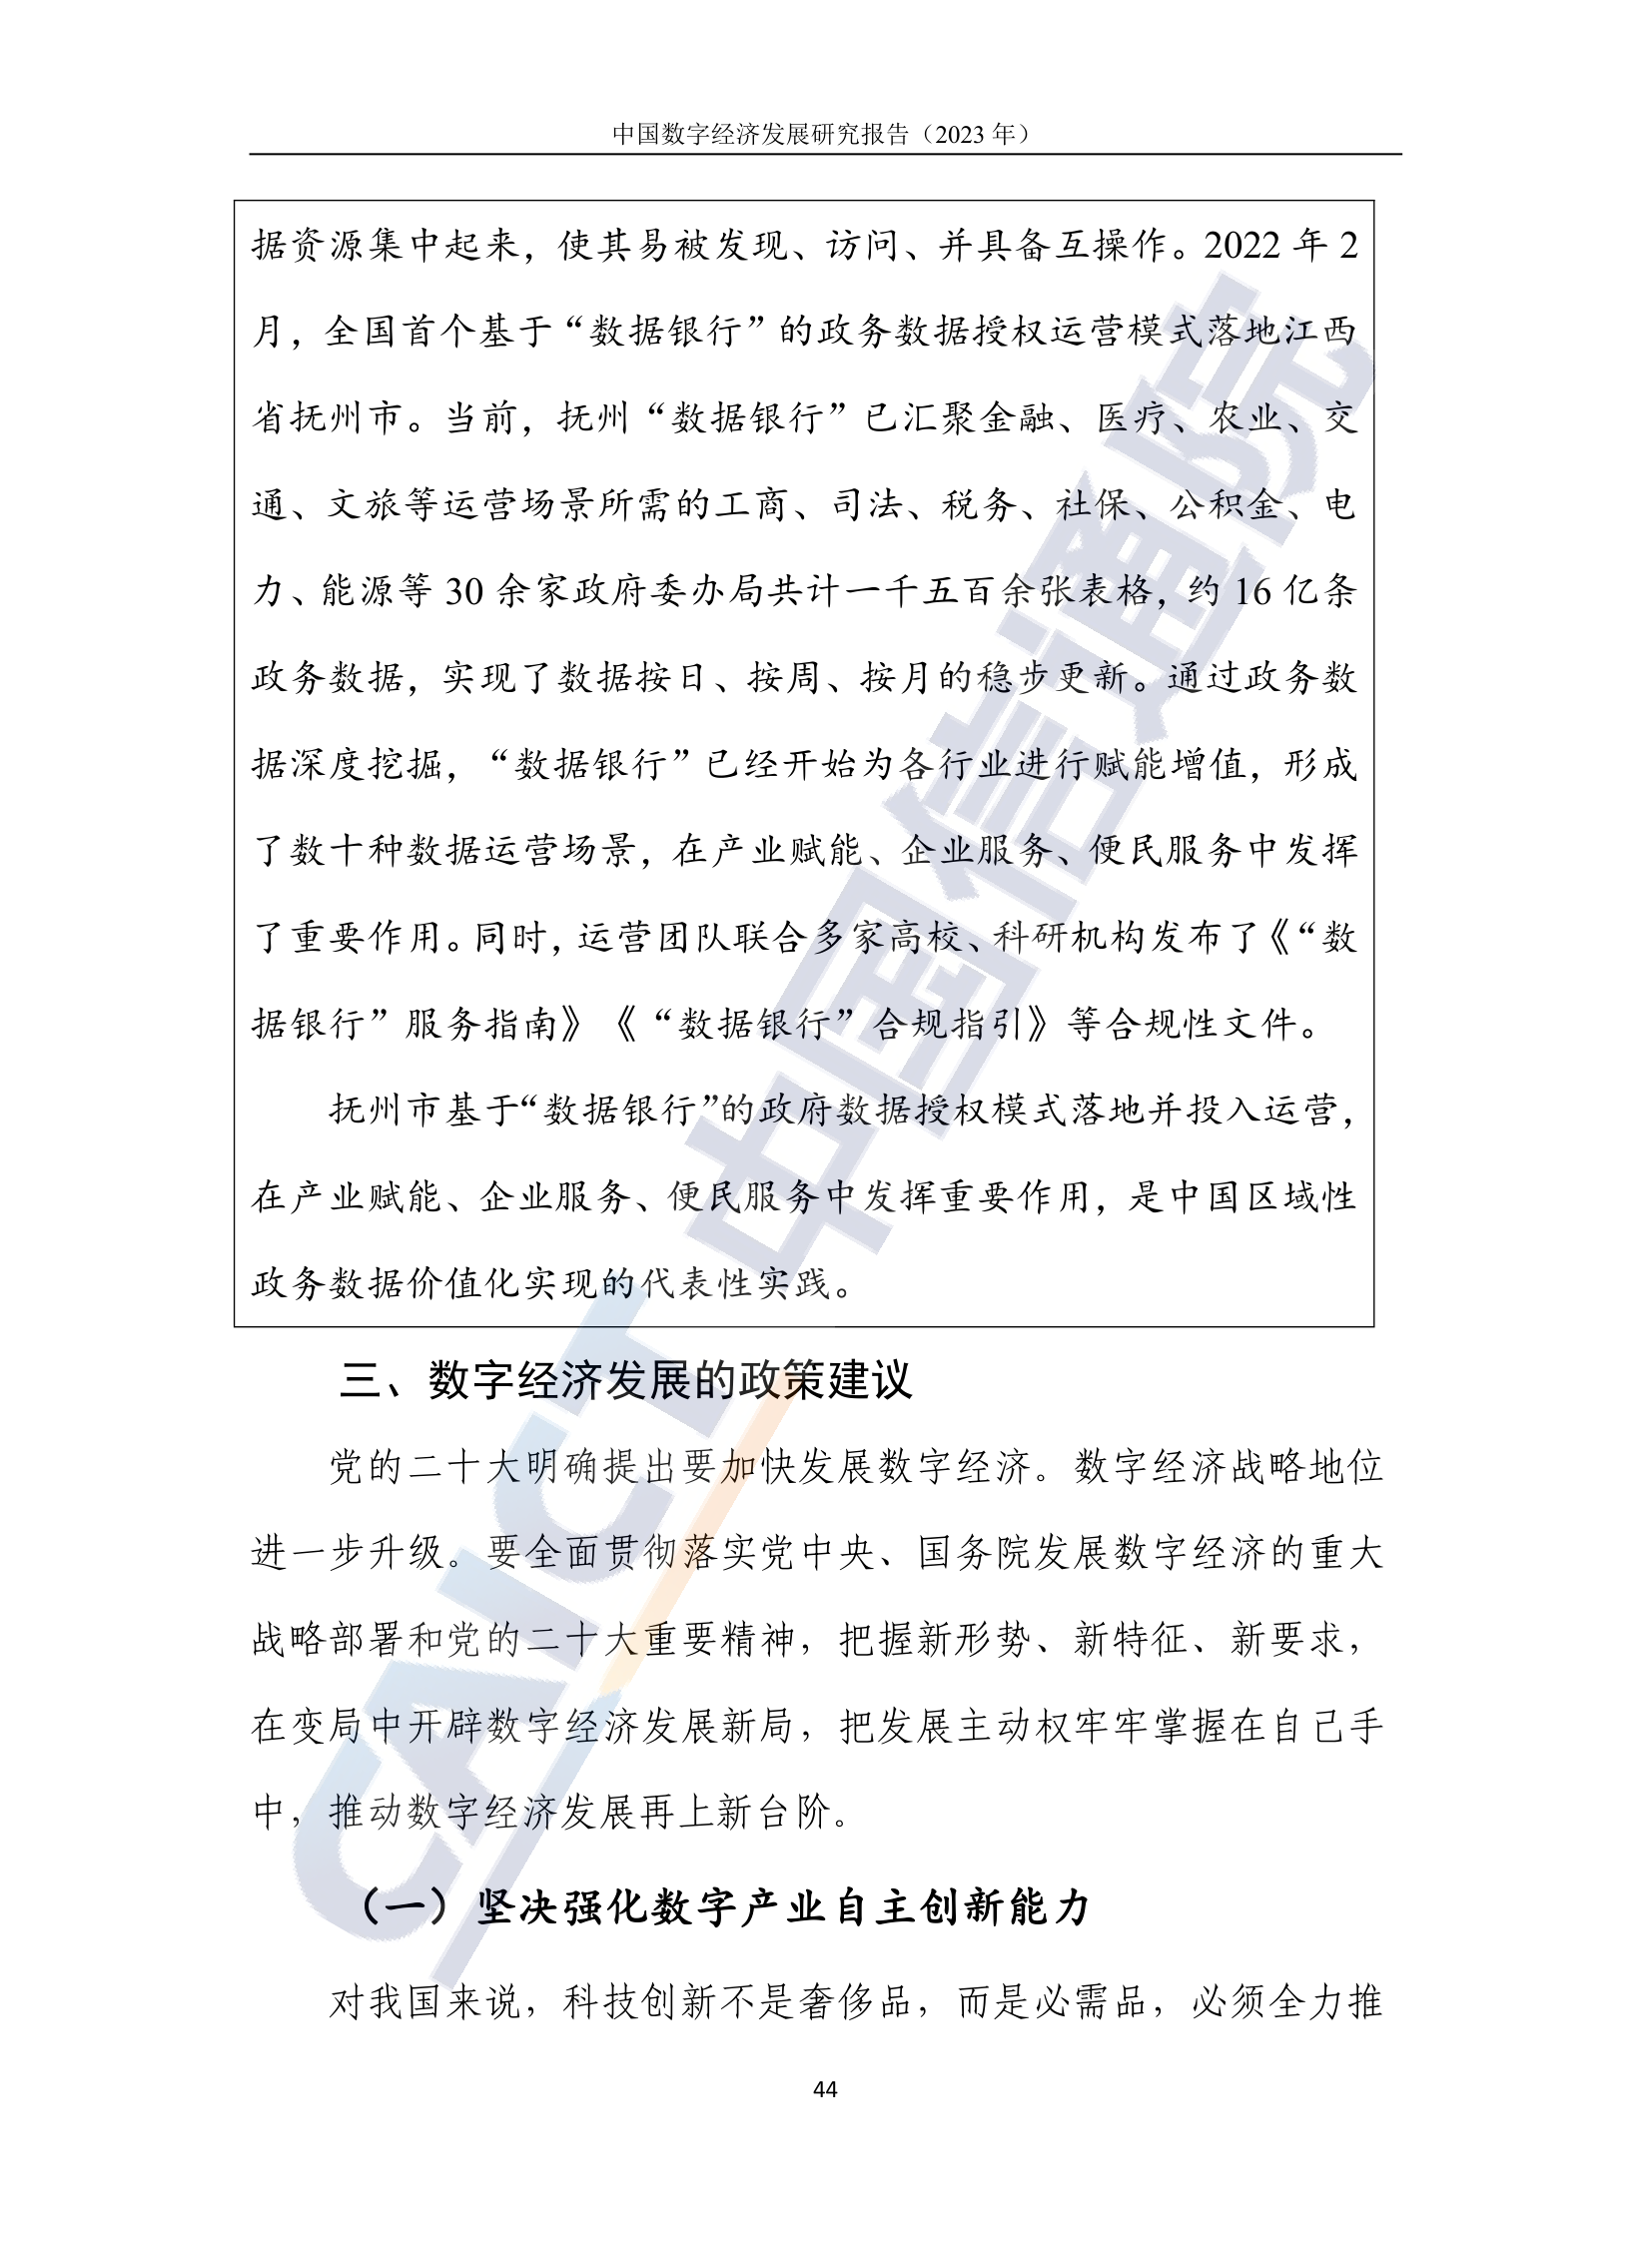 中国数字经济发展研究报告（2023 年）
据资源集中起来，使其易被发现、访问、并具备互操作。2022 年 2
月，全国首个基于“数据银行”的政务数据授权运营模式落地江西
省抚州市。当前，抚州“数据银行”已汇聚金融、医疗、农业、交
通、文旅等运营场景所需的工商、司法、税务、社保、公积金、电
力、能源等 30 余家政府委办局共计一千五百余张表格，约 16 亿条
政务数据，实现了数据按日、按周、按月的稳步更新。通过政务数
据深度挖掘，“数据银行”已经开始为各行业进行赋能增值，形成
了数十种数据运营场景，在产业赋能、企业服务、便民服务中发挥
了重要作用。同时，运营团队联合多家高校、科研机构发布了《“数
据银行”服务指南》《“数据银行”合规指引》等合规性文件。
抚州市基于“数据银行”的政府数据授权模式落地并投入运营，
在产业赋能、企业服务、便民服务中发挥重要作用，是中国区域性
政务数据价值化实现的代表性实践。
三、数字经济发展的政策建议
党的二十大明确提出要加快发展数字经济。数字经济战略地位
进一步升级。要全面贯彻落实党中央、国务院发展数字经济的重大
战略部署和党的二十大重要精神，把握新形势、新特征、新要求，
在变局中开辟数字经济发展新局，把发展主动权牢牢掌握在自己手
中，推动数字经济发展再上新台阶。
（一）坚决强化数字产业自主创新能力
对我国来说，科技创新不是奢侈品，而是必需品，必须全力推
44
CAICT 中国信通院